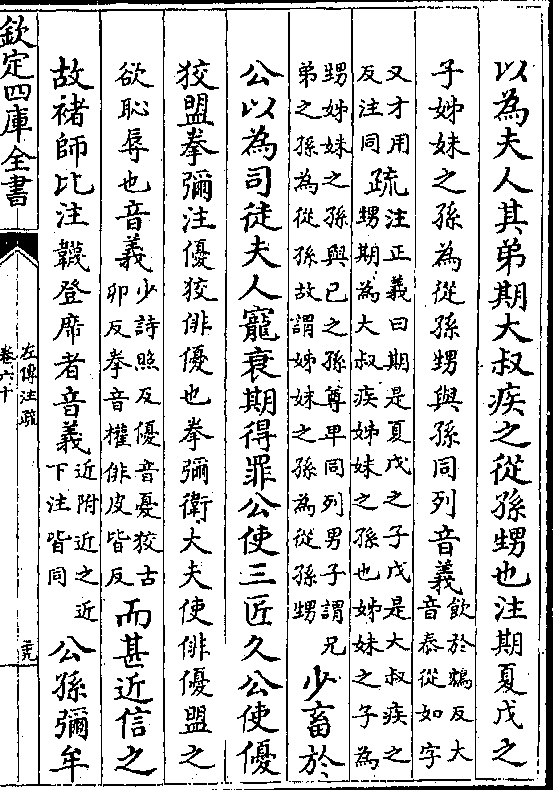 以為夫人其弟期大叔疾之從孫甥也注期夏戊之
子姊妹之孫為從孫甥與孫同列音義
飲於鴆反大
音泰從如字
又才用
反注同
疏
注正義曰期是夏戊之子戊是大叔疾之
甥期為大叔疾姊妹之孫也姊妹之子為
甥姊妹之孫與已之孫尊卑同列男子謂兄
弟之孫為從孫故謂姊妹之孫為從孫甥
少畜於
公以為司徒夫人寵衰期得罪公使三匠久公使優
狡盟拳彌注優狡俳優也拳彌衛大夫使俳優盟之
欲恥辱也音義
少詩照反優音憂狡古
卯反拳音權俳皮皆反
而甚近信之
故褚師比注韤登席者音義
近附近之近
下注皆同
公孫彌牟
欽定四庫全書
左傳注疏
卷六十